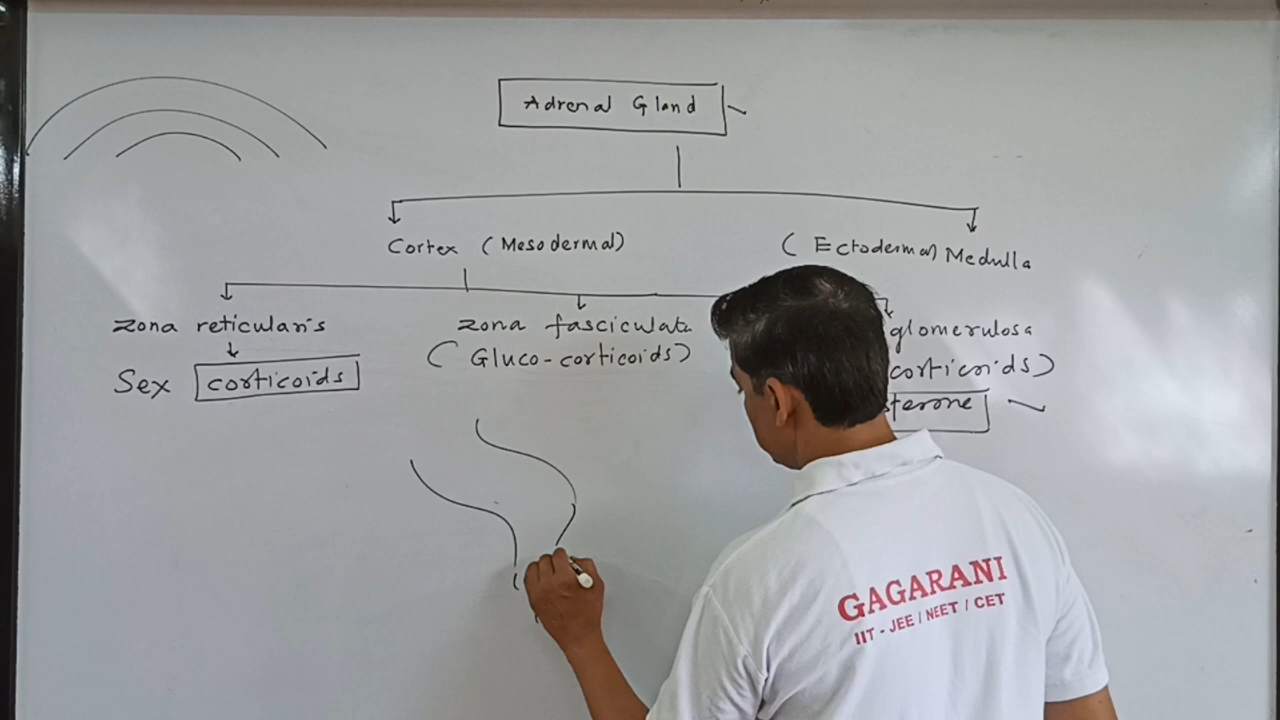 Adrenal Gland
Cortex (Mesodermal)
(Ectodermal) Medulla
Zona reticularis
Zona fasciculata
glomerulosa
(Gluco-corticoids)
corticoids)
Sex corticoids
sterone
GAGARANI
IIT - JEE / NEET / CET